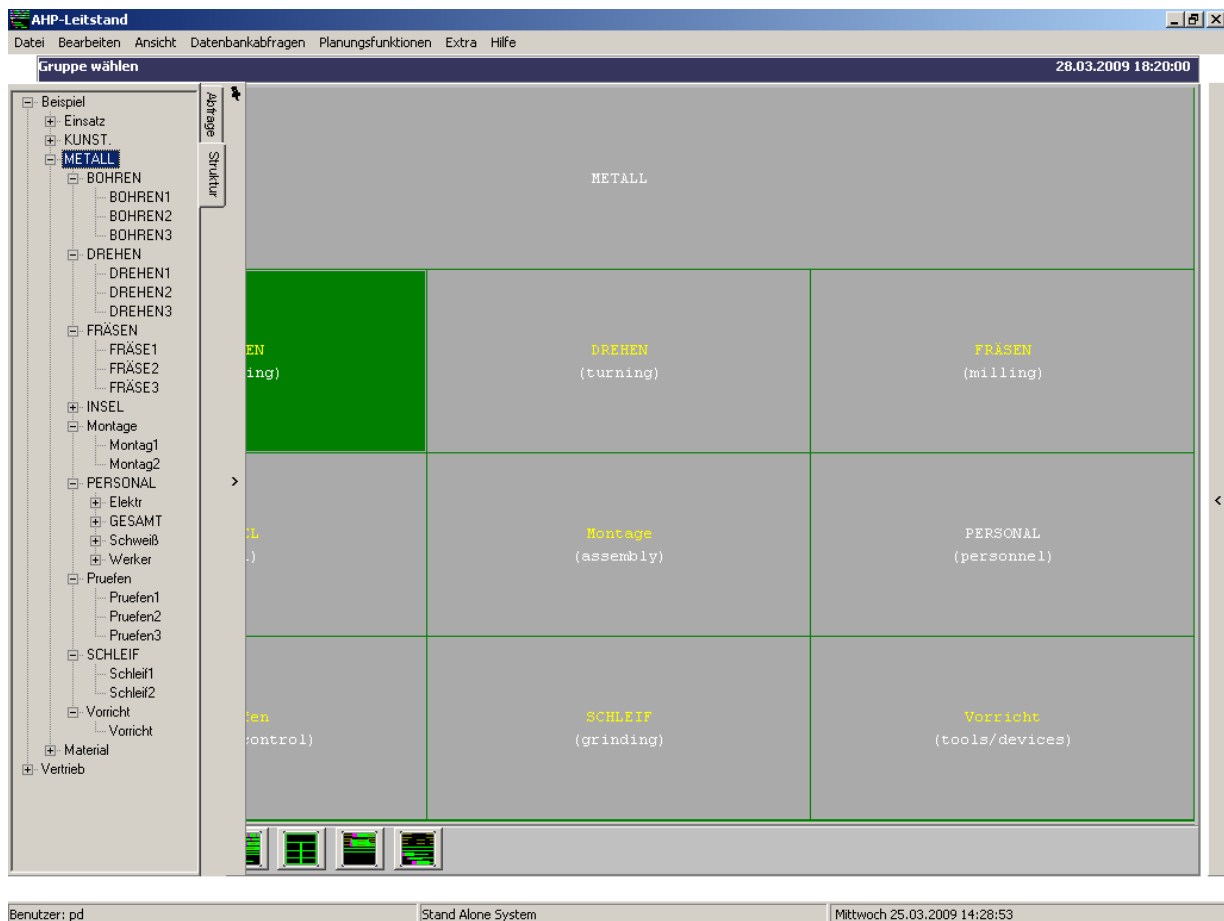 AHP-Leitstand
Datei Bearbeiten Ansicht Datenbankabfragen Planungsfunktionen Extra Hilfe
Gruppe wählen 28.03.2009 18:20:00
Abfrage
Struktur
Beispiel
Einsatz
KUNST.
METALL
BOHREN
BOHREN1
BOHREN2
BOHREN3
DREHEN
DREHEN1
DREHEN2
DREHEN3
FRÄSEN
FRÄSE1
FRÄSE2
FRÄSE3
INSEL
Montage
Montag1
Montag2
PERSONAL
Elektr
GESAMT
Schweiß
Werker
Pruefen
Pruefen1
Pruefen2
Pruefen3
SCHLEIF
Schleif1
Schleif2
Vorricht
Vorricht
Material
Vertrieb
METALL
EN DREHEN FRÄSEN
ing) (turning) (milling)
EL Montage PERSONAL
.) (assembly) (personnel)
fen SCHLEIF Vorricht
control) (grinding) (tools/devices)
Benutzer: pd Stand Alone System Mittwoch 25.03.2009 14:28:53